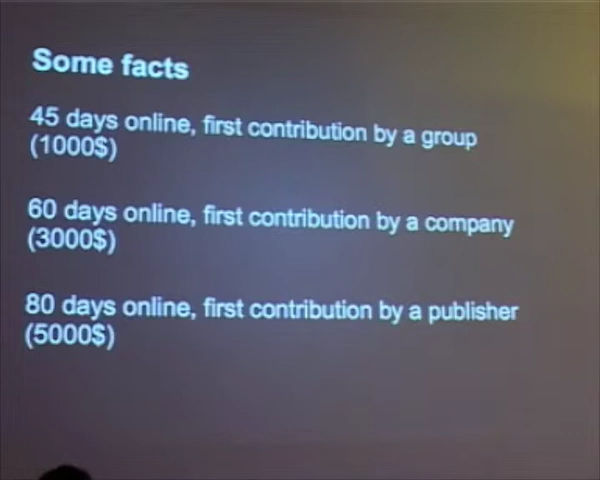 Some facts
45 days online, first contribution by a group
(1000$)
60 days online, first contribution by a company
(3000$)
80 days online, first contribution by a publisher
(5000$)